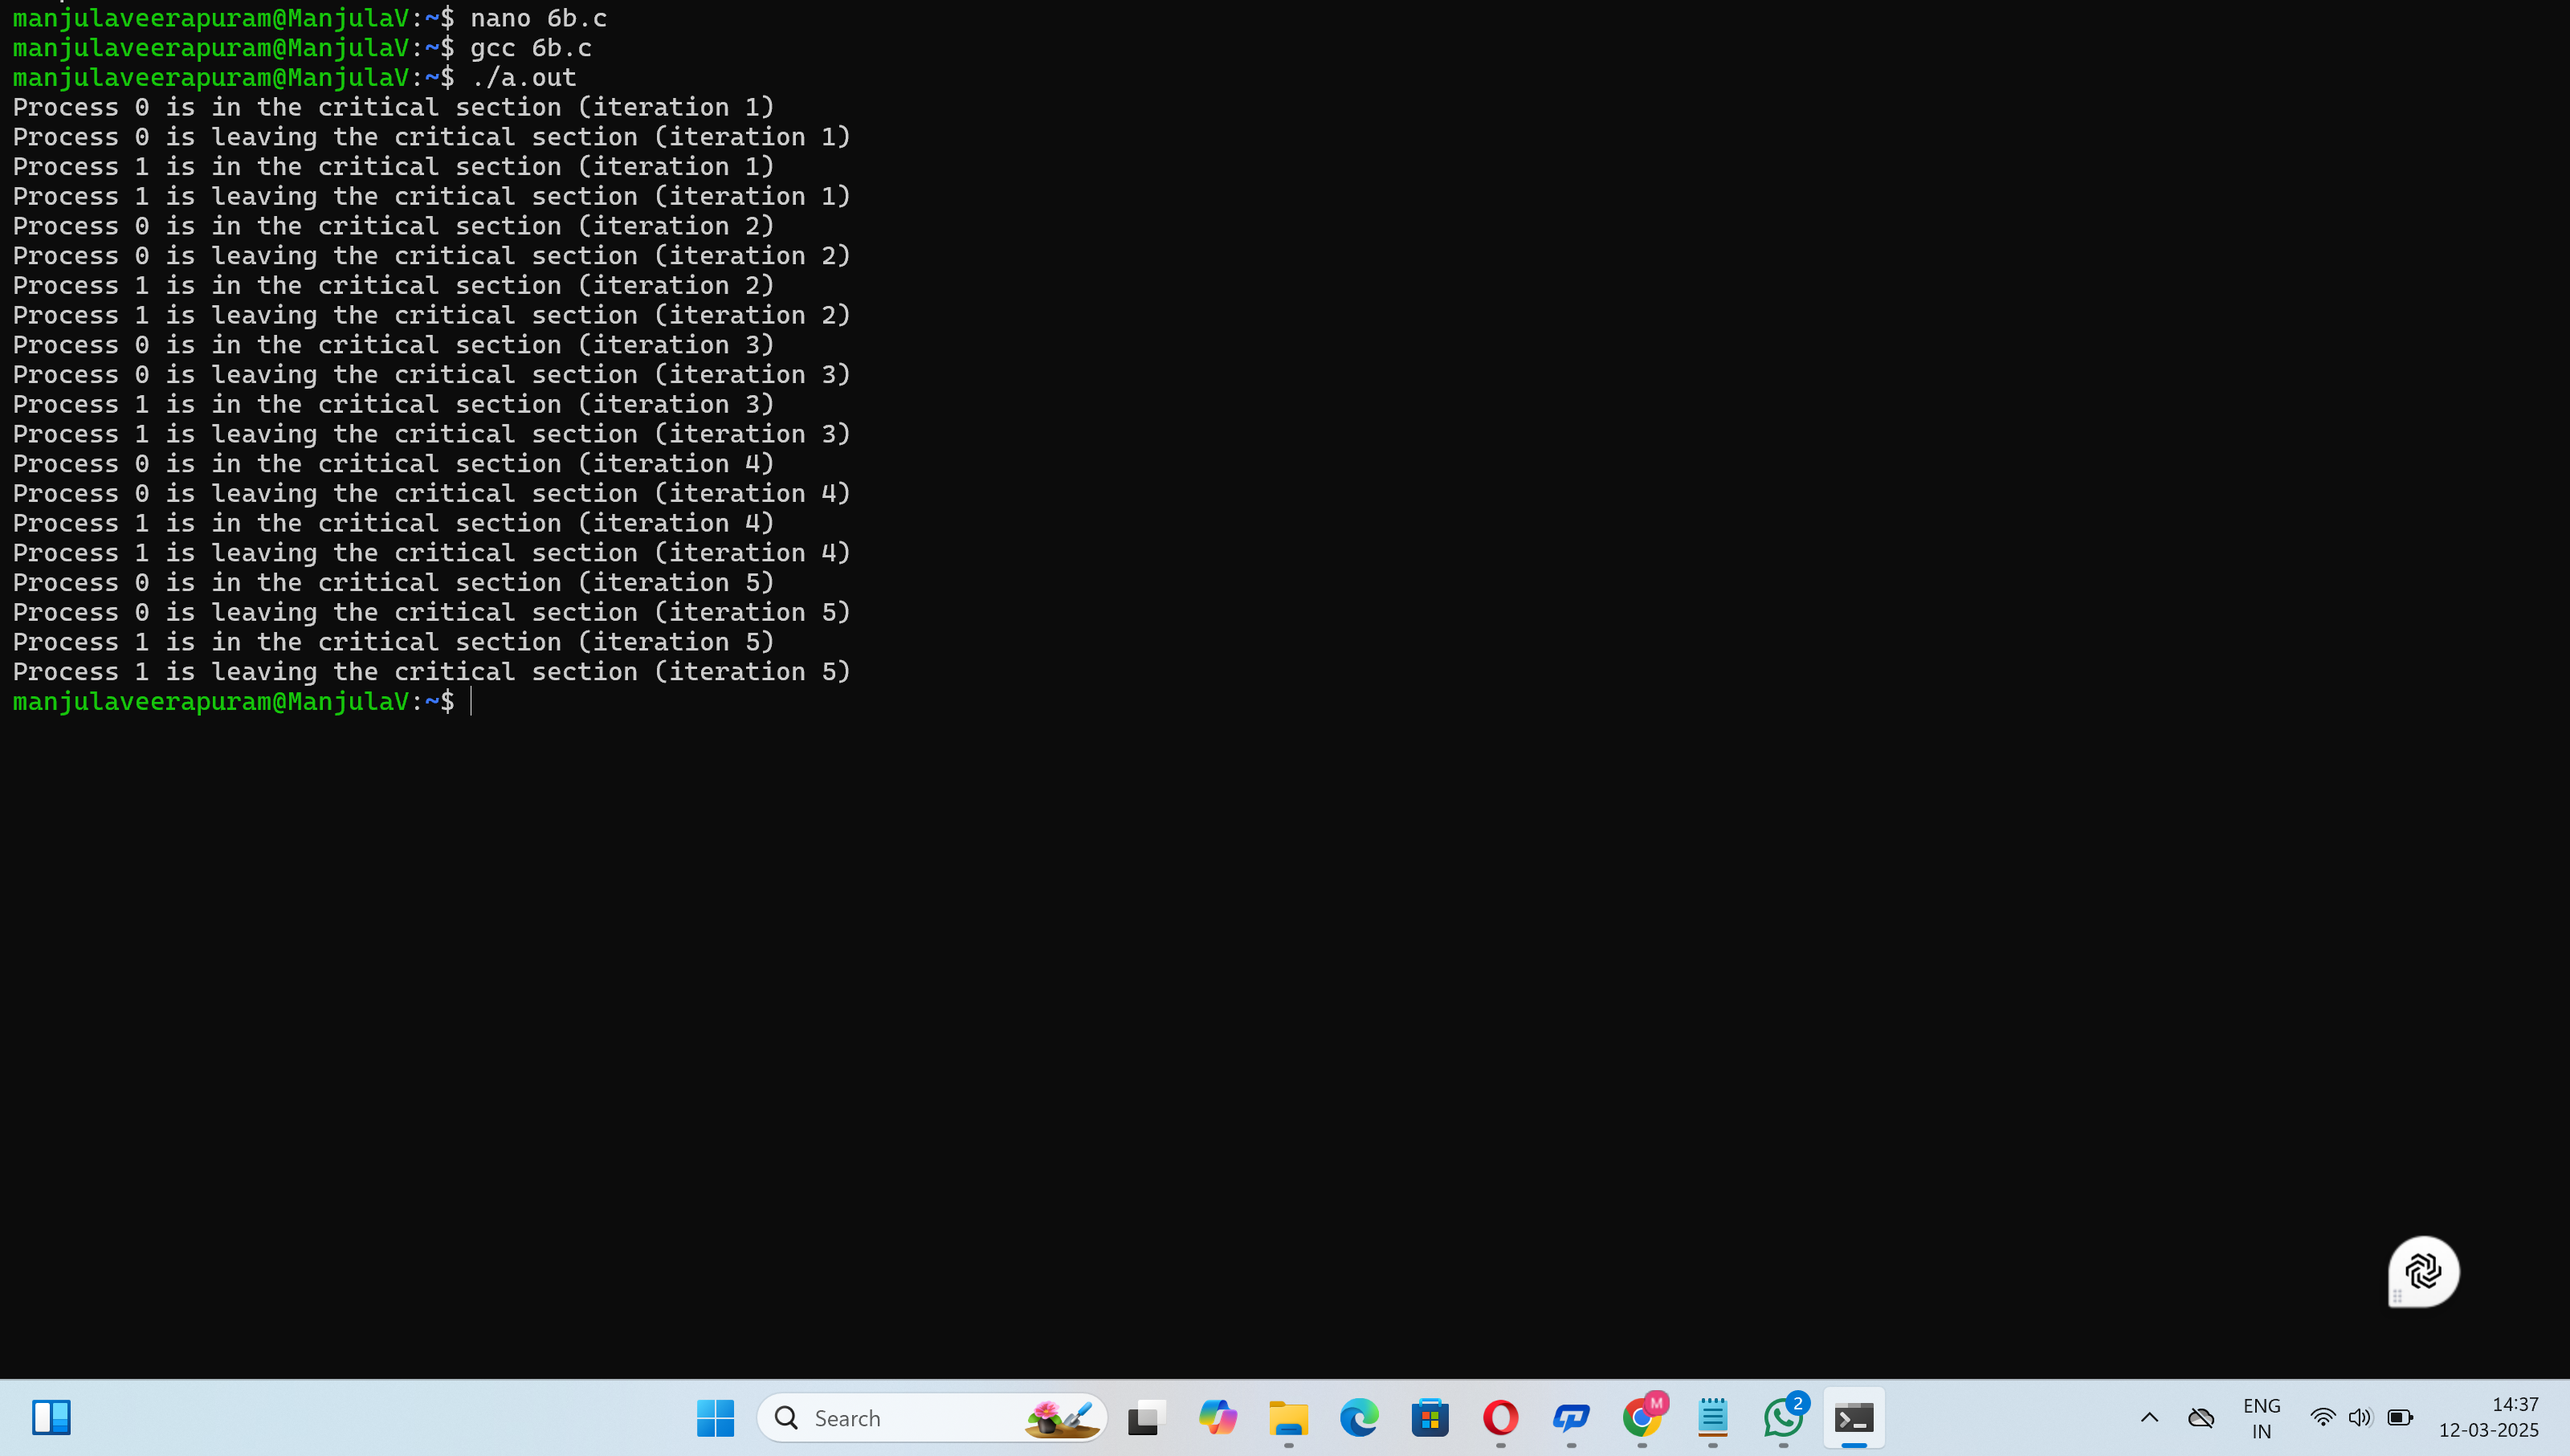 manjulaveerapuram@ManjulaV:~$ nano 6b.c
manjulaveerapuram@ManjulaV:~$ gcc 6b.c
manjulaveerapuram@ManjulaV:~$ ./a.out
Process 0 is in the critical section (iteration 1)
Process 0 is leaving the critical section (iteration 1)
Process 1 is in the critical section (iteration 1)
Process 1 is leaving the critical section (iteration 1)
Process 0 is in the critical section (iteration 2)
Process 0 is leaving the critical section (iteration 2)
Process 1 is in the critical section (iteration 2)
Process 1 is leaving the critical section (iteration 2)
Process 0 is in the critical section (iteration 3)
Process 0 is leaving the critical section (iteration 3)
Process 1 is in the critical section (iteration 3)
Process 1 is leaving the critical section (iteration 3)
Process 0 is in the critical section (iteration 4)
Process 0 is leaving the critical section (iteration 4)
Process 1 is in the critical section (iteration 4)
Process 1 is leaving the critical section (iteration 4)
Process 0 is in the critical section (iteration 5)
Process 0 is leaving the critical section (iteration 5)
Process 1 is in the critical section (iteration 5)
Process 1 is leaving the critical section (iteration 5)
manjulaveerapuram@ManjulaV:~$
Search
M
2
ENG
IN
14:37
12-03-2025